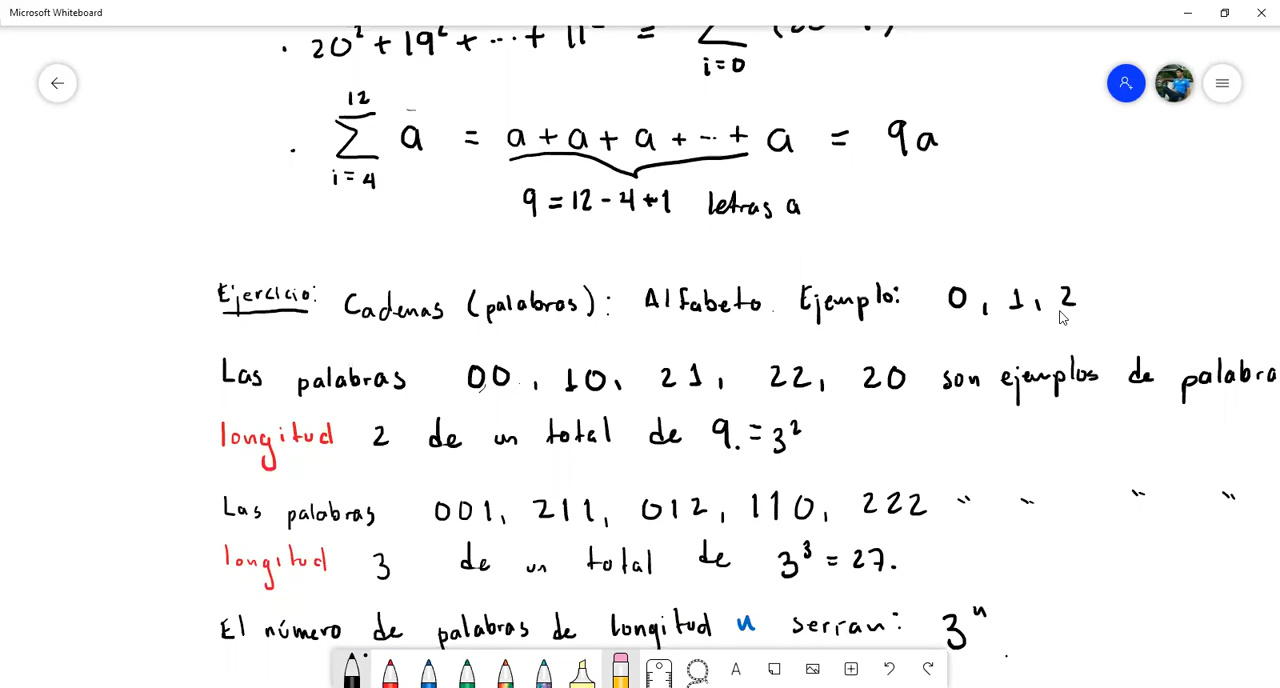 Microsoft Whiteboard
· 20² + 19² + ··· + 11² = ∑
i=0
12
· ∑ a = a + a + a + ··· + a = 9a
i=4
9 = 12 - 4 + 1 letras a
Ejercicio: Cadenas (palabras): Alfabeto. Ejemplo: 0, 1, 2
Las palabras 00, 10, 21, 22, 20 son ejemplos de palabra
longitud 2 de un total de 9. = 3²
Las palabras 001, 211, 012, 110, 222 " " " "
longitud 3 de un total de 3³ = 27.
El número de palabras de longitud n serran: 3ⁿ
A